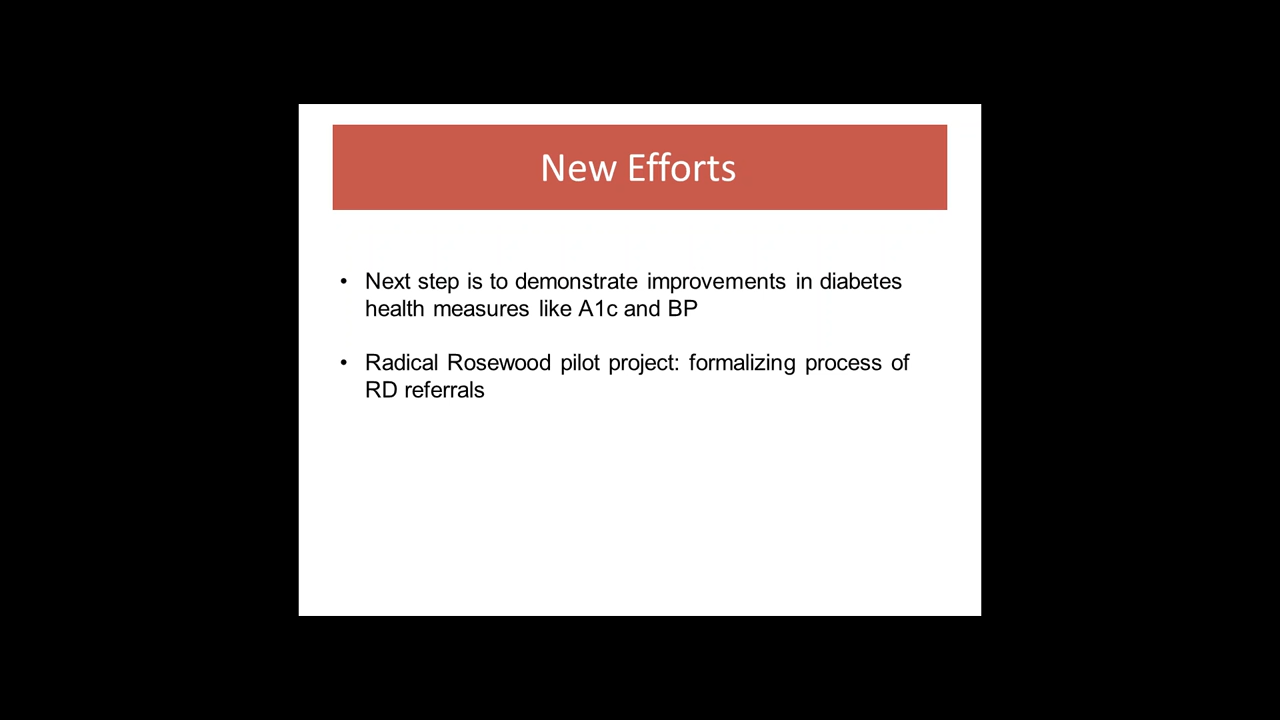 New Efforts
• Next step is to demonstrate improvements in diabetes
health measures like A1c and BP
• Radical Rosewood pilot project: formalizing process of
RD referrals